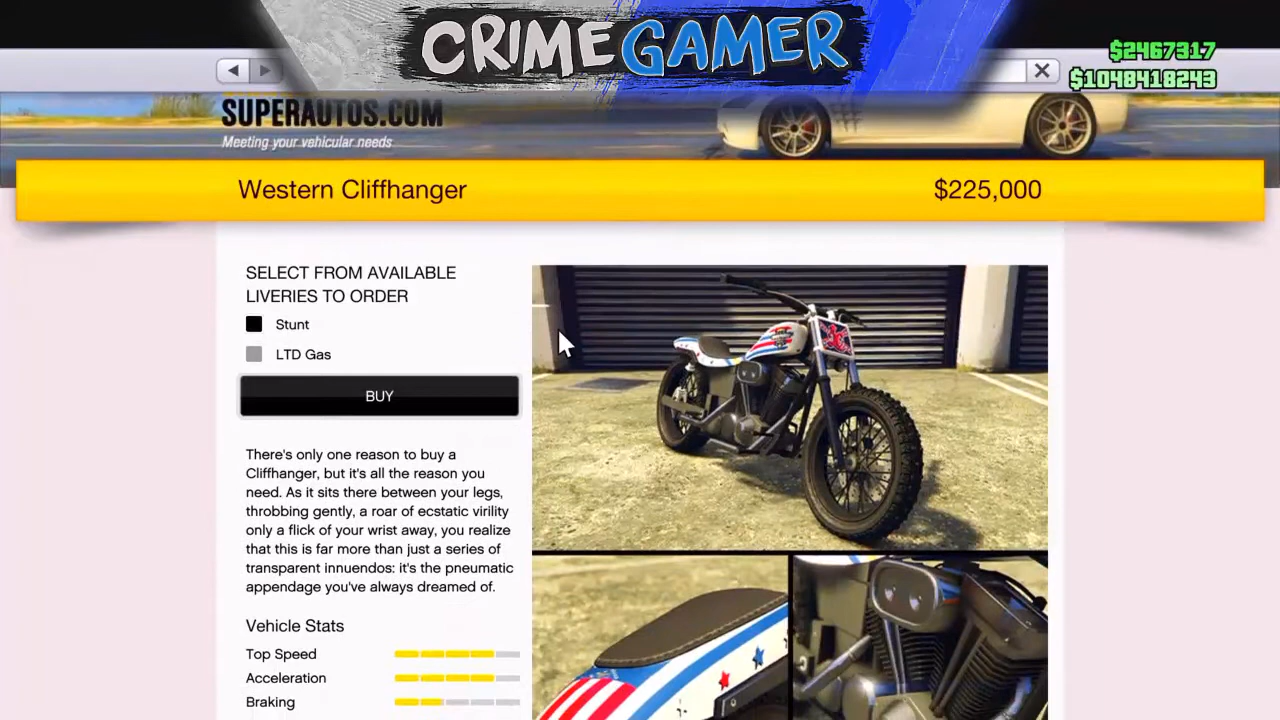 CRIMEGAMER
$2467317
$1048418243
SUPERAUTOS.COM
Meeting your vehicular needs
Western Cliffhanger
$225,000
SELECT FROM AVAILABLE
LIVERIES TO ORDER
Stunt
LTD Gas
BUY
There's only one reason to buy a
Cliffhanger, but it's all the reason you
need. As it sits there between your legs,
throbbing gently, a roar of ecstatic virility
only a flick of your wrist away, you realize
that this is far more than just a series of
transparent innuendos: it's the pneumatic
appendage you've always dreamed of.
Vehicle Stats
Top Speed
Acceleration
Braking